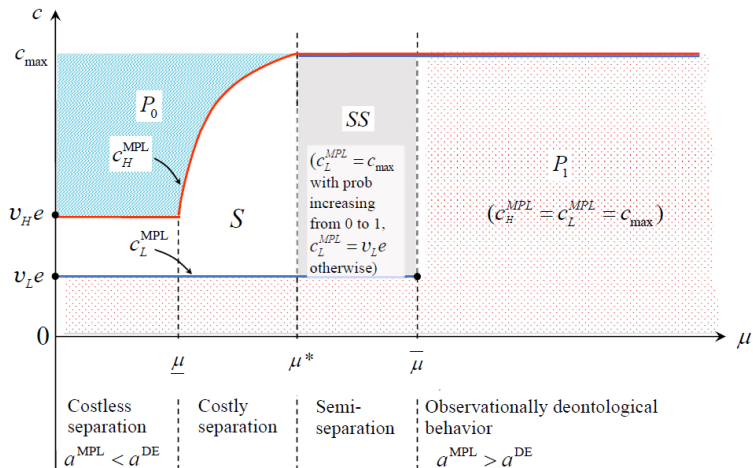 c
c_max
P_0
c_H^MPL
SS
(c_L^MPL = c_max
with prob
increasing
from 0 to 1,
c_L^MPL = v_L e
otherwise)
P_1
(c_H^MPL = c_L^MPL = c_max)
v_H e
S
c_L^MPL
v_L e
0
μ
μ̲
μ*
μ̅
Costless
separation
a^MPL < a^DE
Costly
separation
Semi-
separation
Observationally deontological
behavior
a^MPL > a^DE